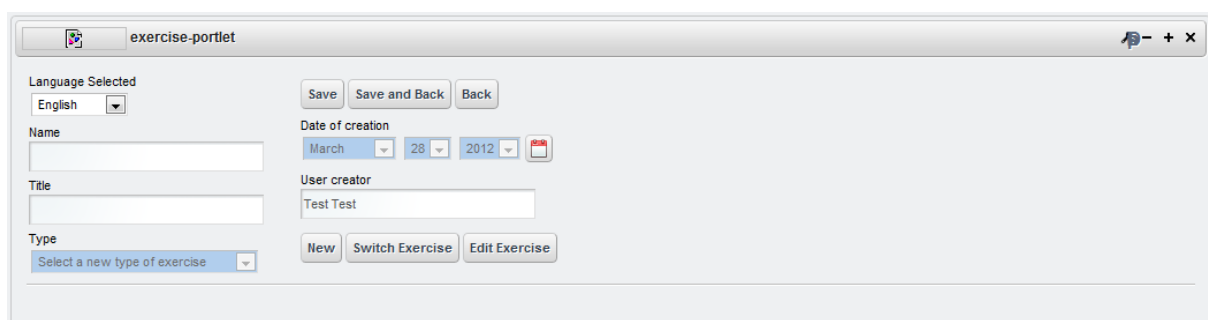 exercise-portlet
Language Selected
English
Name
Title
Type
Select a new type of exercise
Save Save and Back Back
Date of creation
March 28 2012
User creator
Test Test
New Switch Exercise Edit Exercise